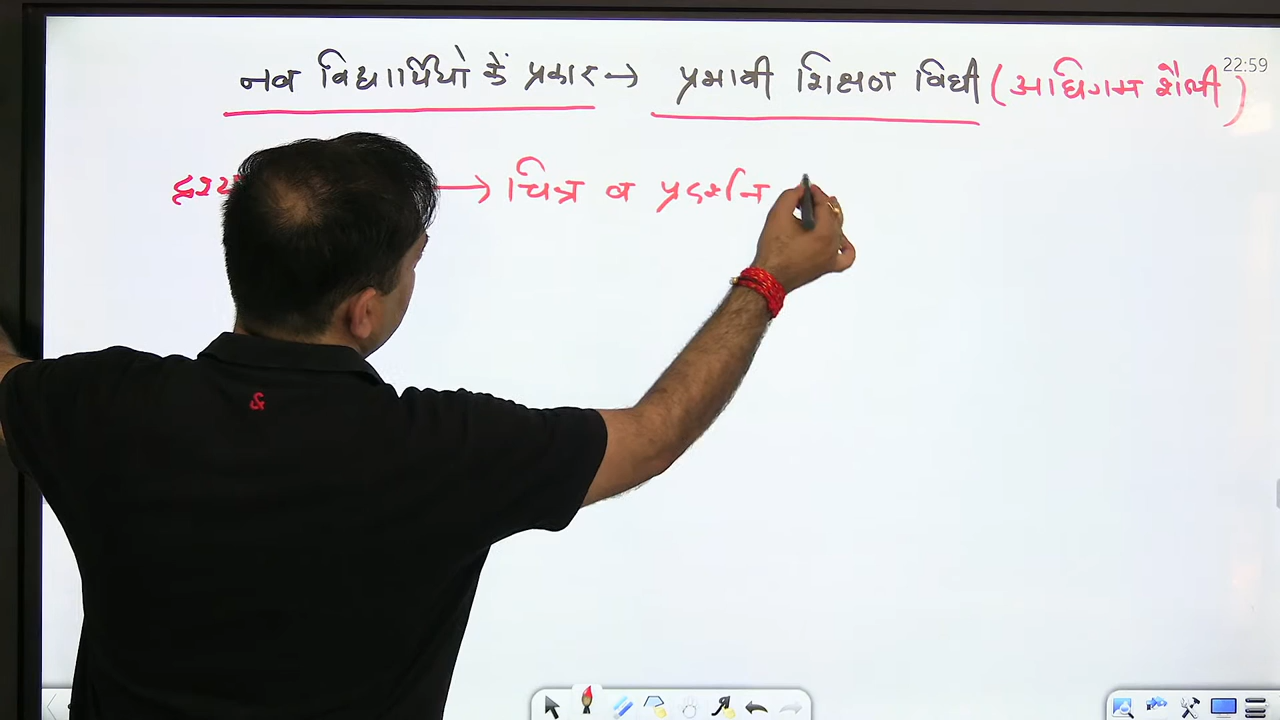 22:59
नव विद्यार्थियों के प्रकार → प्रभावी शिक्षण विधी (अधिगम शैली)
→ चित्र व प्रदर्शन
&